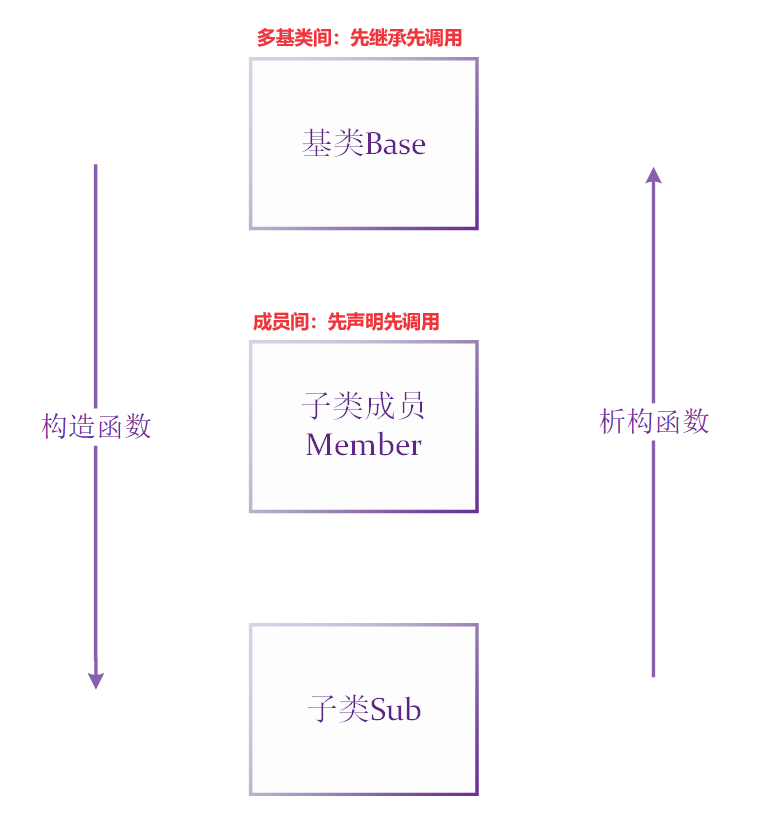 多基类间：先继承先调用
基类Base
成员间：先声明先调用
子类成员
Member
构造函数
析构函数
子类Sub